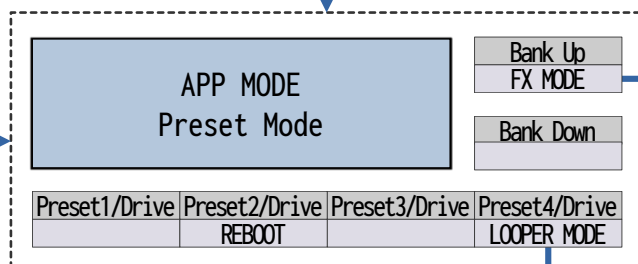 APP MODE
Preset Mode
Bank Up
FX MODE
Bank Down
Preset1/Drive Preset2/Drive Preset3/Drive Preset4/Drive
REBOOT LOOPER MODE